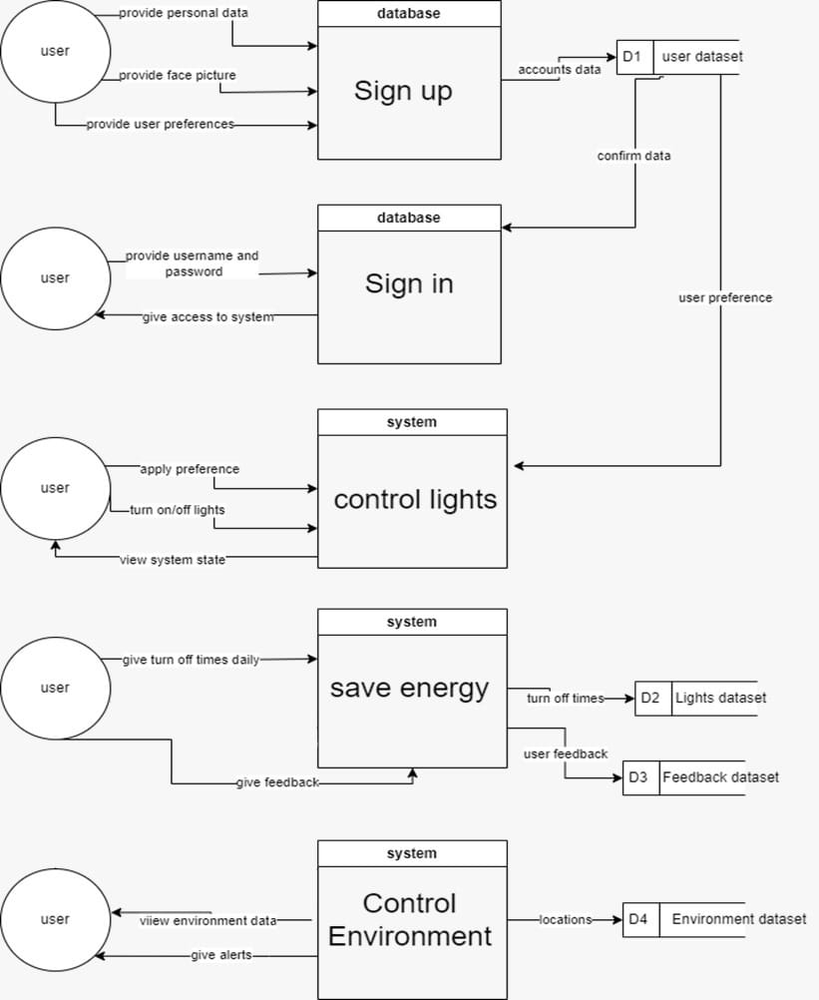 provide personal data
database
user
Sign up
provide face picture
provide user preferences
accounts data
D1
user dataset
confirm data
database
user
provide username and
password
Sign in
give access to system
user preference
system
user
apply preference
control lights
turn on/off lights
view system state
system
user
give turn off times daily
save energy
turn off times
D2
Lights dataset
user feedback
D3
Feedback dataset
give feedback
system
user
Control
Environment
viiew environment data
give alerts
locations
D4
Environment dataset